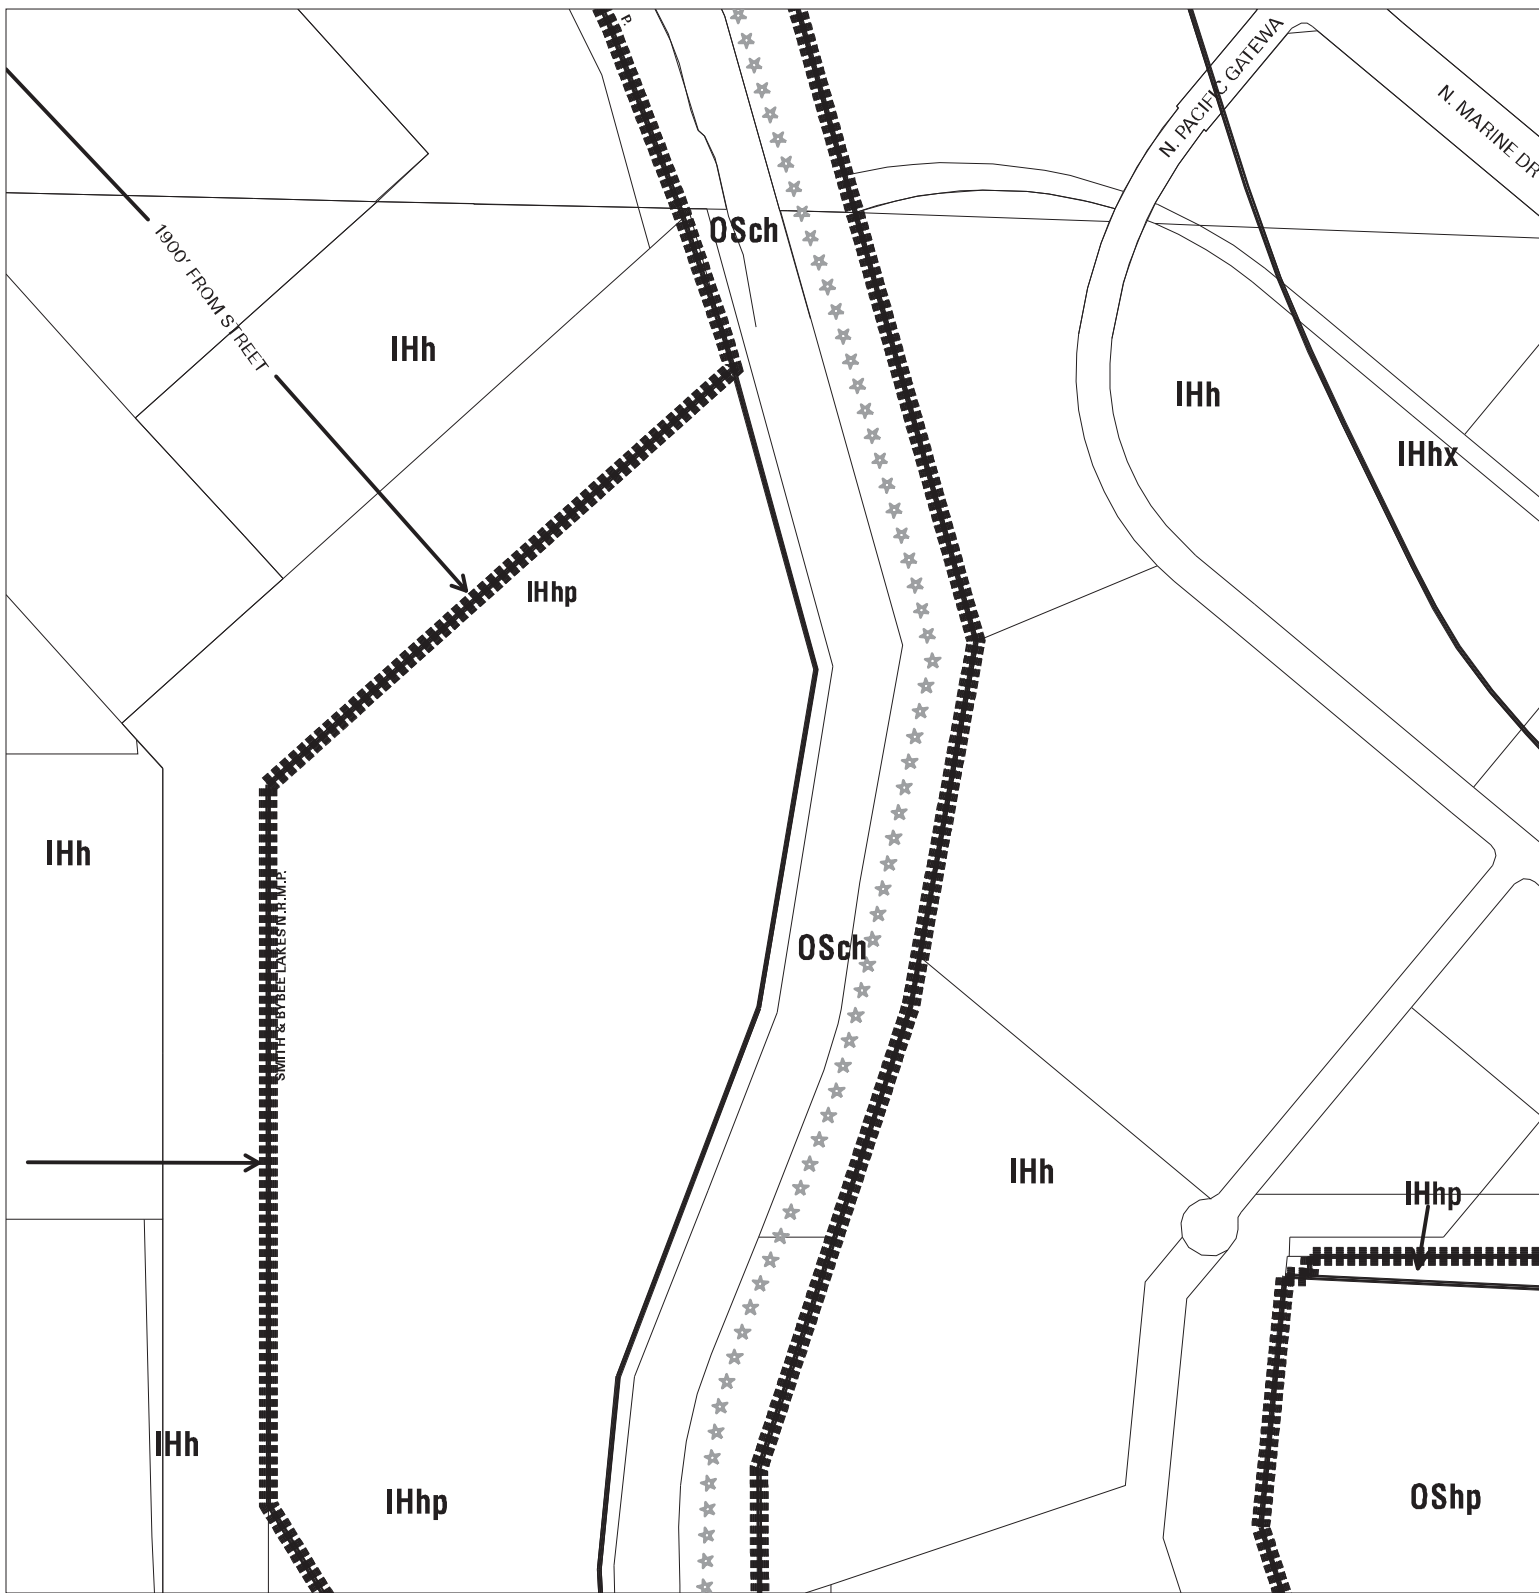 P.
N. PACIFIC GATEWA
N. MARINE DR
1900' FROM STREET
OSch
IHh
IHh
IHhx
IHhp
IHh
SMITH & BYBEE LAKES N.R.M.P.
OSch
IHh
IHhp
IHh
IHhp
OShp